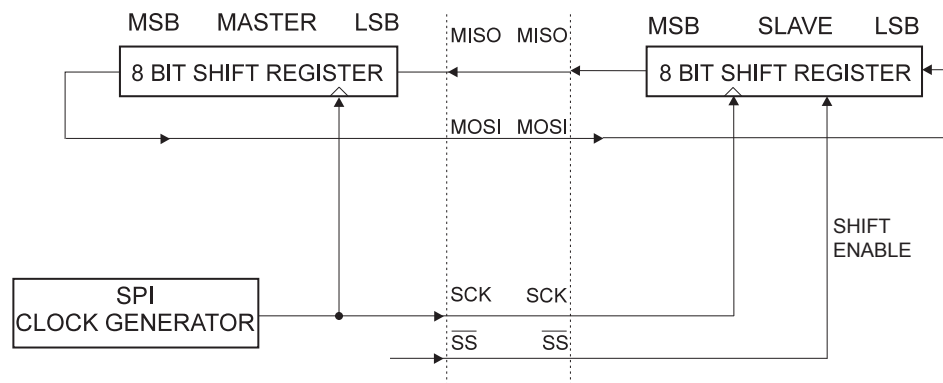 MSB MASTER LSB
MISO MISO
MSB SLAVE LSB
8 BIT SHIFT REGISTER
8 BIT SHIFT REGISTER
MOSI MOSI
SHIFT
ENABLE
SPI
CLOCK GENERATOR
SCK SCK
SS SS